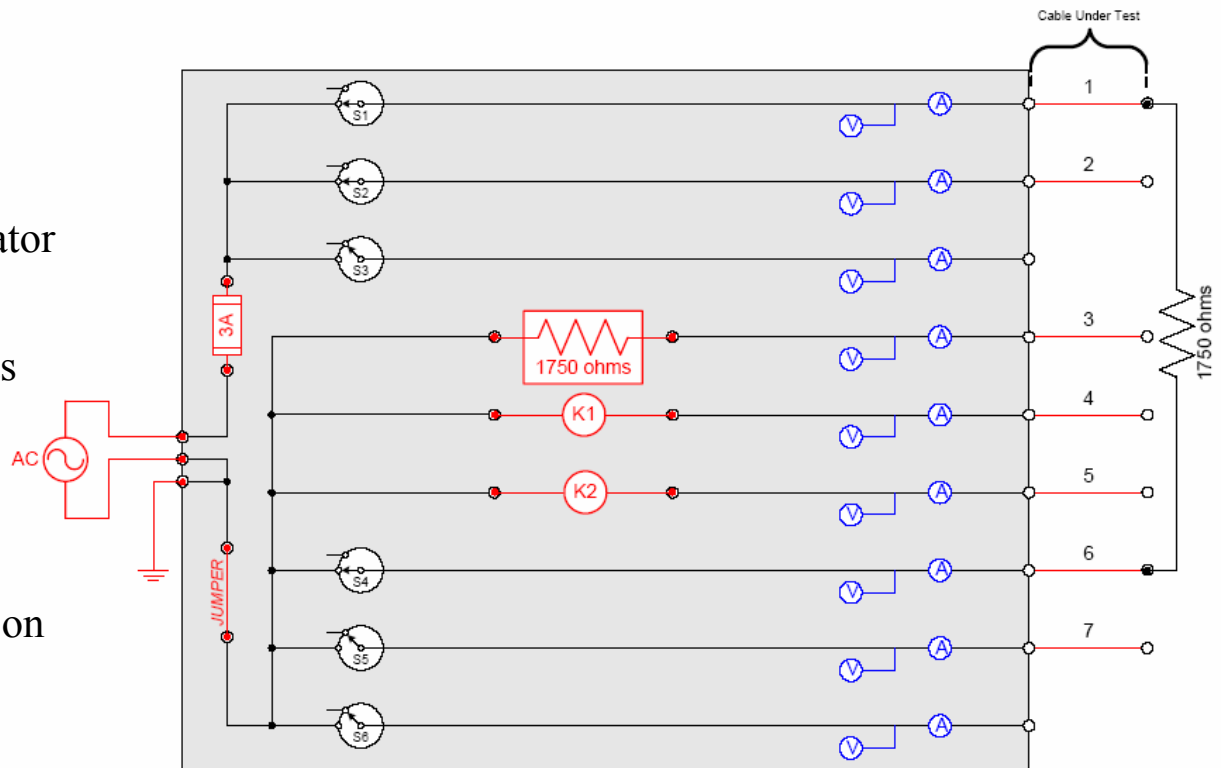 Cable Under Test
1
S1
V
A
2
S2
V
A
ator
S3
V
A
3A
s
1750 ohms
V
A
3
1750 ohms
AC
K1
V
A
4
K2
V
A
5
JUMPER
S4
V
A
6
on
S5
V
A
7
S6
V
A